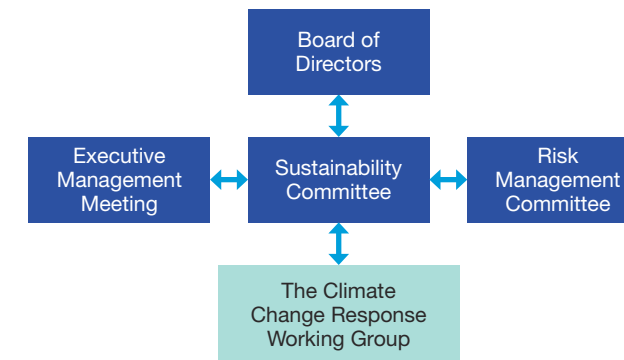 Board of
Directors
Executive
Management
Meeting
Sustainability
Committee
Risk
Management
Committee
The Climate
Change Response
Working Group